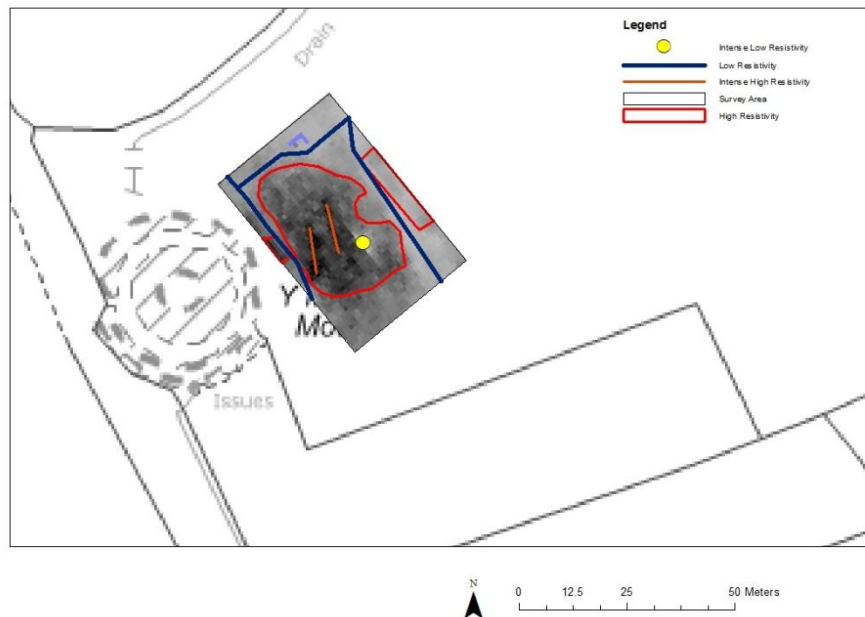 Legend
Intense Low Resistivity
Low Resistivity
Intense High Resistivity
Survey Area
High Resistivity
Drain
Issues
N
0 12.5 25 50 Meters